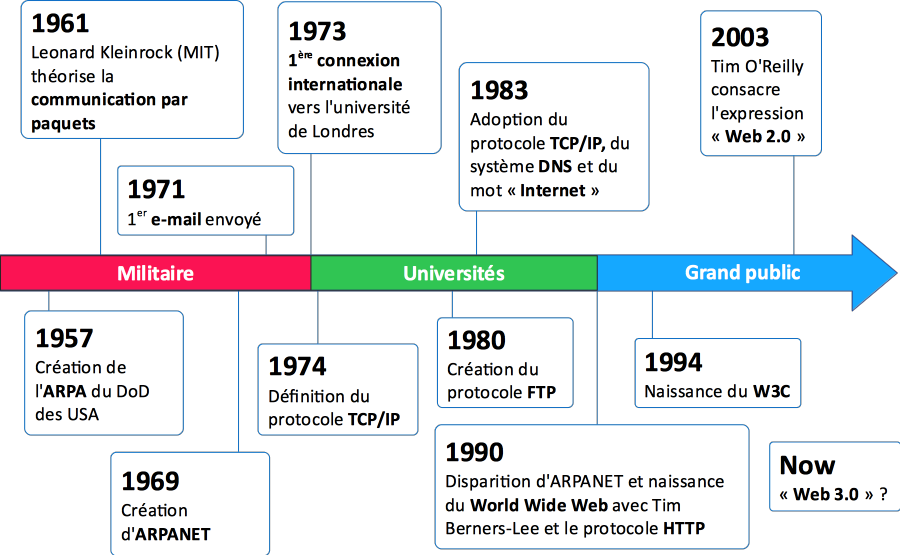 1961
Leonard Kleinrock (MIT)
théorise la
communication par
paquets
1973
1ère connexion
internationale
vers l'université
de Londres
1983
Adoption du
protocole TCP/IP, du
système DNS et du
mot « Internet »
2003
Tim O'Reilly
consacre
l'expression
« Web 2.0 »
1971
1er e-mail envoyé
Militaire
Universités
Grand public
1957
Création de
l'ARPA du DoD
des USA
1969
Création
d'ARPANET
1974
Définition du
protocole TCP/IP
1980
Création du
protocole FTP
1990
Disparition d'ARPANET et naissance
du World Wide Web avec Tim
Berners-Lee et le protocole HTTP
1994
Naissance du W3C
Now
« Web 3.0 » ?